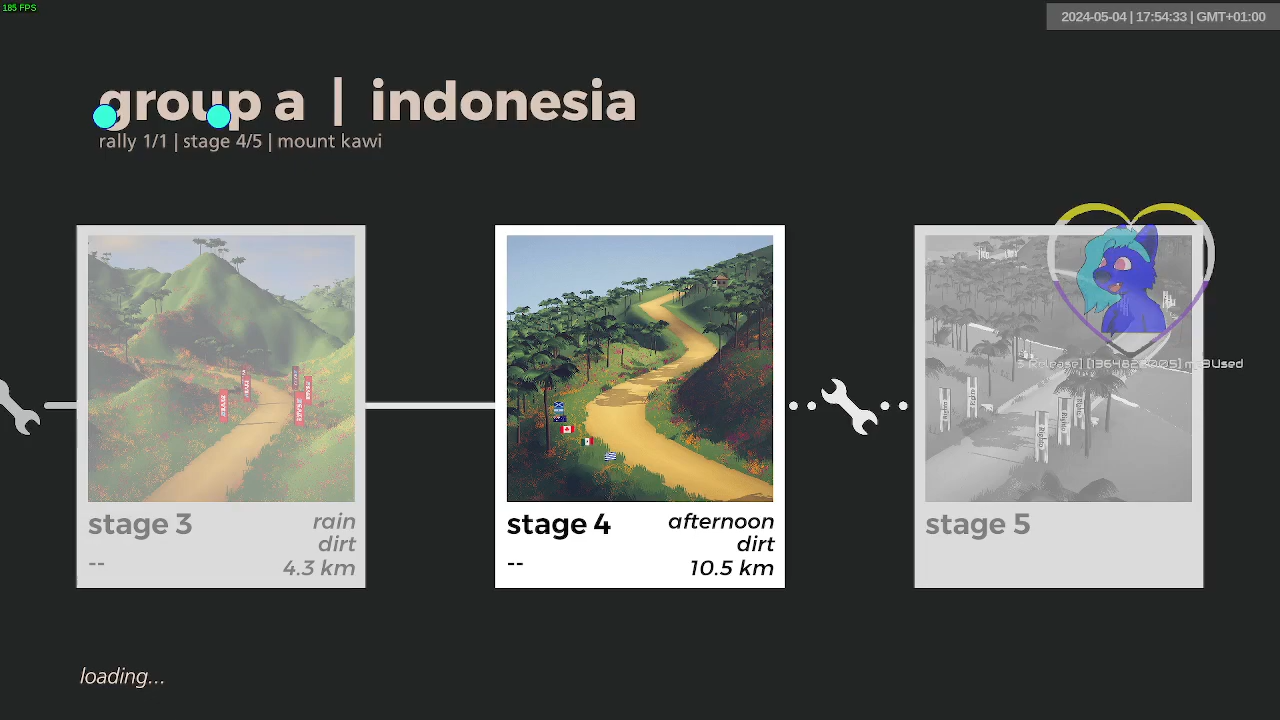 185 FPS
2024-05-04 | 17:54:33 | GMT+01:00
group a | indonesia
rally 1/1 | stage 4/5 | mount kawi
stage 3
rain
dirt
--
4.3 km
stage 4
afternoon
dirt
--
10.5 km
stage 5
loading...